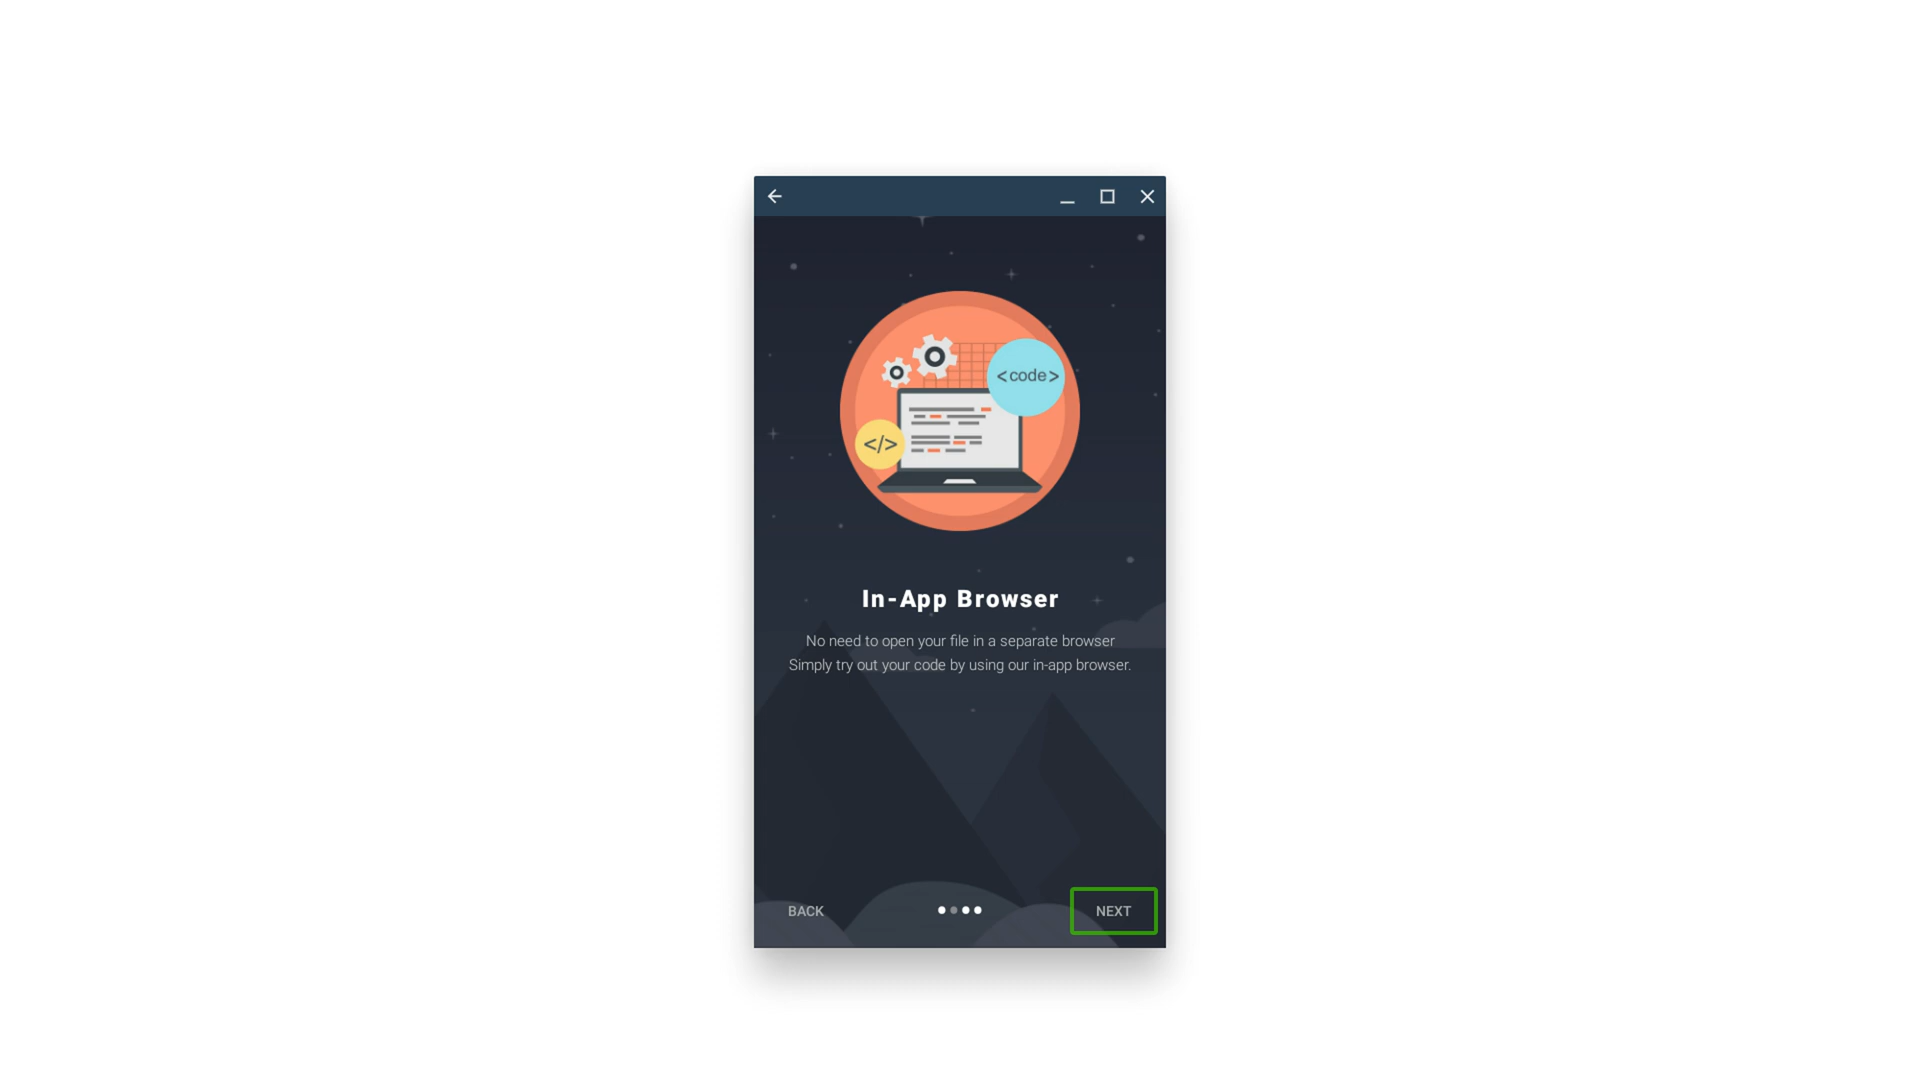 <code>
</>
In-App Browser
No need to open your file in a separate browser
Simply try out your code by using our in-app browser.
BACK
NEXT